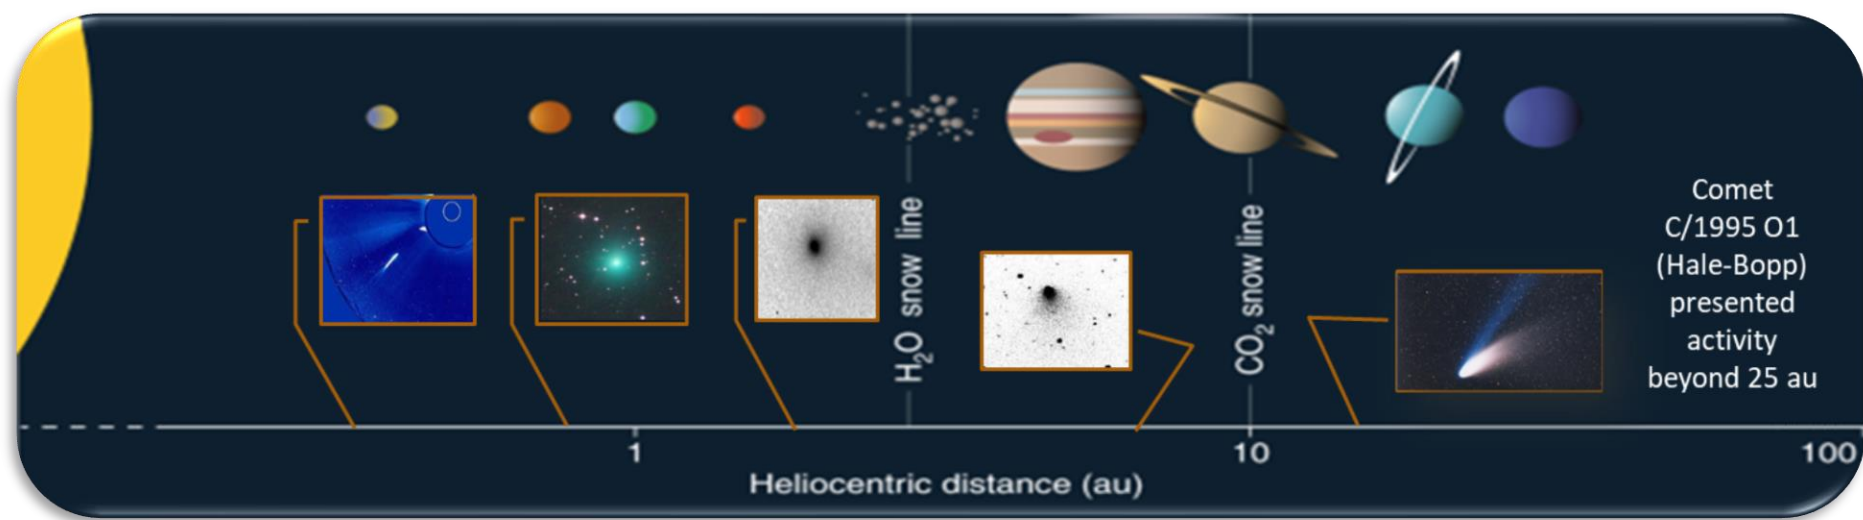 H₂O snow line
CO₂ snow line
Comet
C/1995 O1
(Hale-Bopp)
presented
activity
beyond 25 au
1
10
100
Heliocentric distance (au)